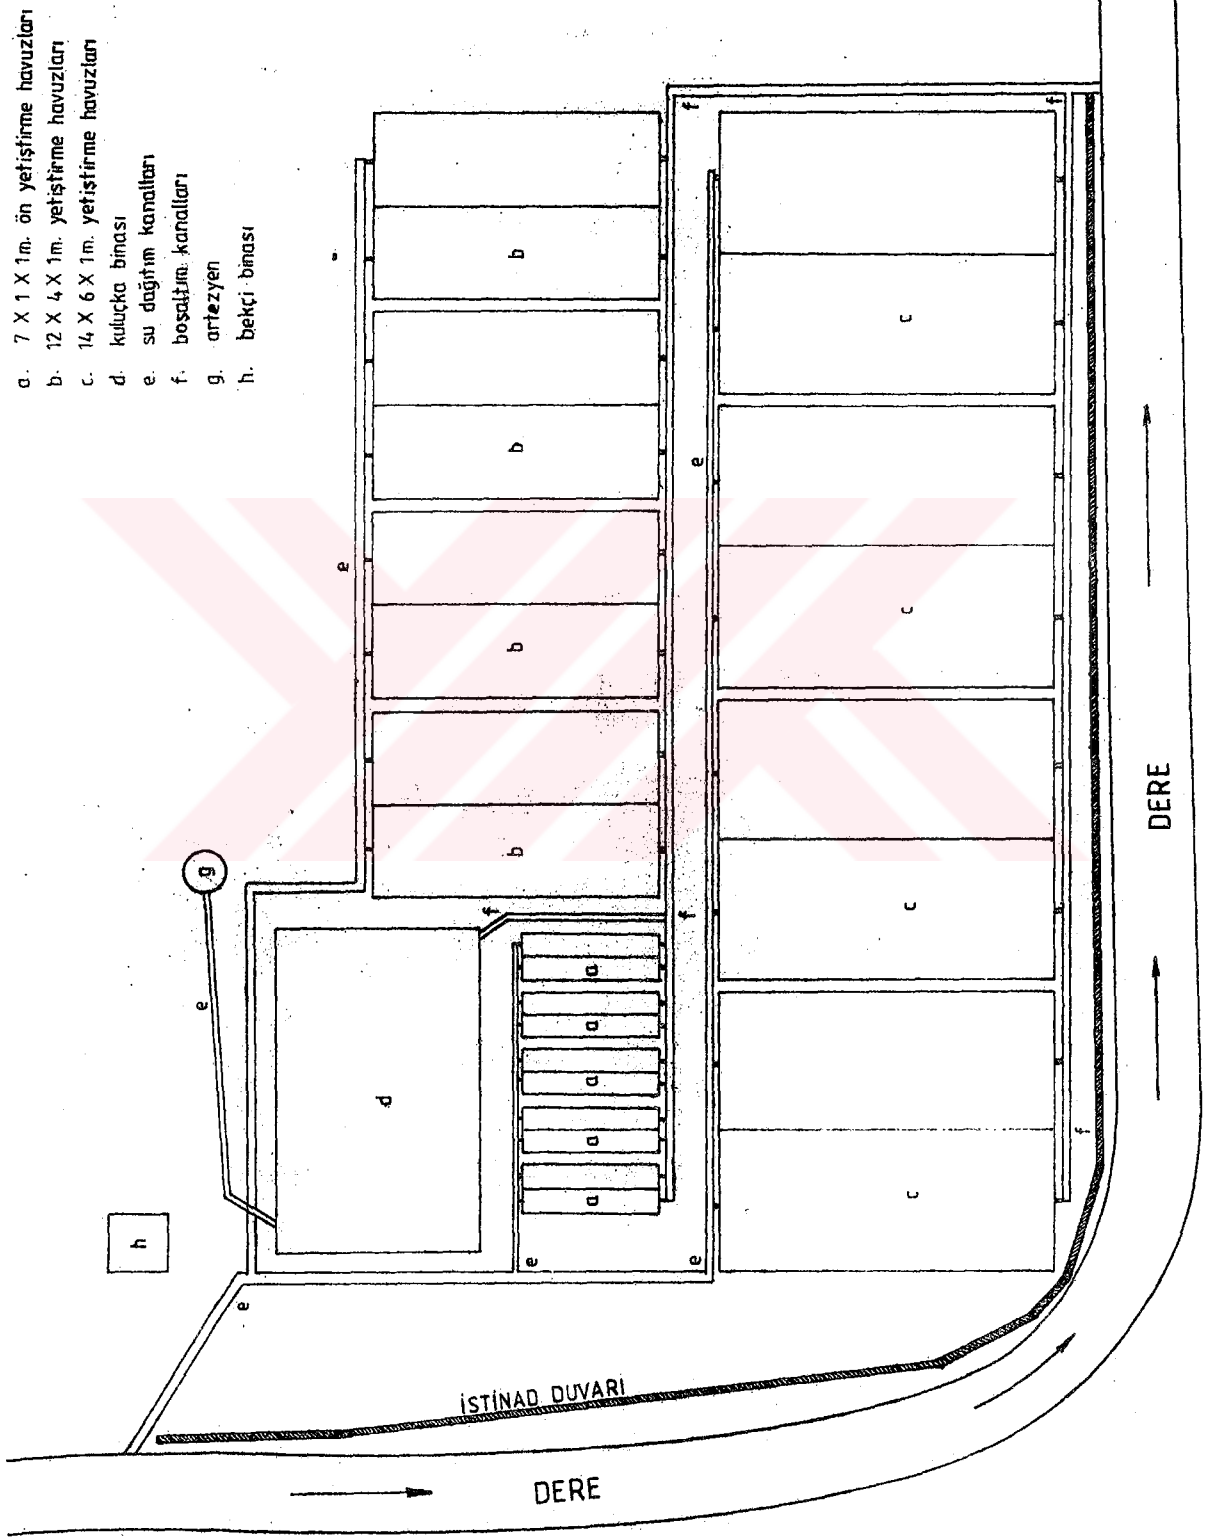 a. 7 X 1 X 1m. ön yetiştirme havuzları
b. 12 X 4 X 1m. yetiştirme havuzları
c. 14 X 6 X 1m. yetiştirme havuzları
d. kuluçka binası
e. su dağıtım kanalları
f. boşaltım kanalları
g. artezyen
h. bekçi binası
h
g
e
e
e
d
f
f
f
f
f
b
b
b
b
a
a
a
a
a
e
e
e
c
c
c
c
İSTİNAD DUVARI
DERE
DERE